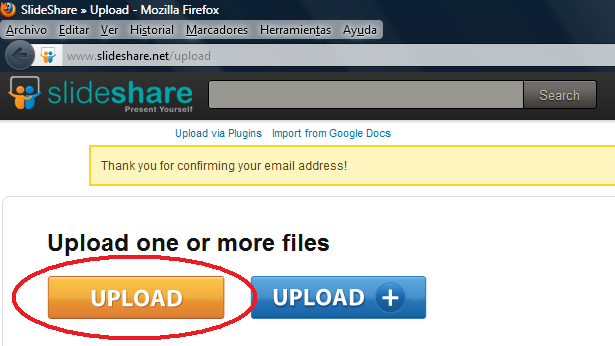 SlideShare » Upload - Mozilla Firefox
Archivo Editar Ver Historial Marcadores Herramientas Ayuda
www.slideshare.net/upload
slideshare
Present Yourself
Search
Upload via Plugins Import from Google Docs
Thank you for confirming your email address!
Upload one or more files
UPLOAD UPLOAD +